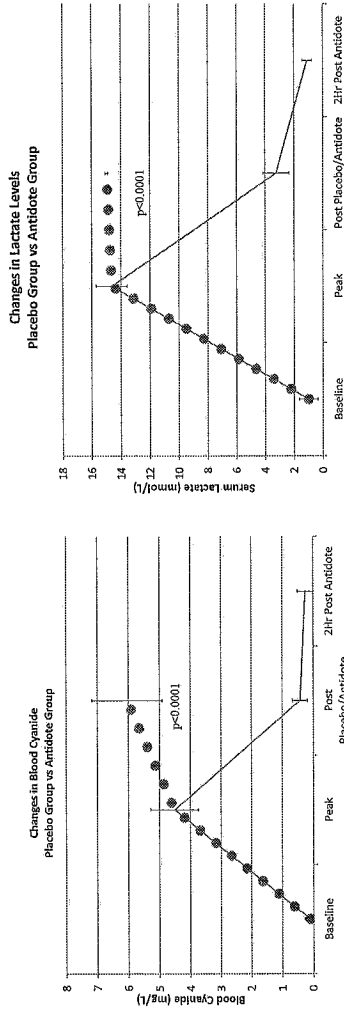 Changes in Blood Cyanide
Placebo Group vs Antidote Group
Blood Cyanide (mg/L)
8
7
6
5
4
3
2
1
0
p<0.0001
Baseline
Peak
Post
Placebo/Antidote
2Hr Post Antidote
Changes in Lactate Levels
Placebo Group vs Antidote Group
Serum Lactate (mmol/L)
18
16
14
12
10
8
6
4
2
0
p<0.0001
Baseline
Peak
Post Placebo/Antidote
2Hr Post Antidote